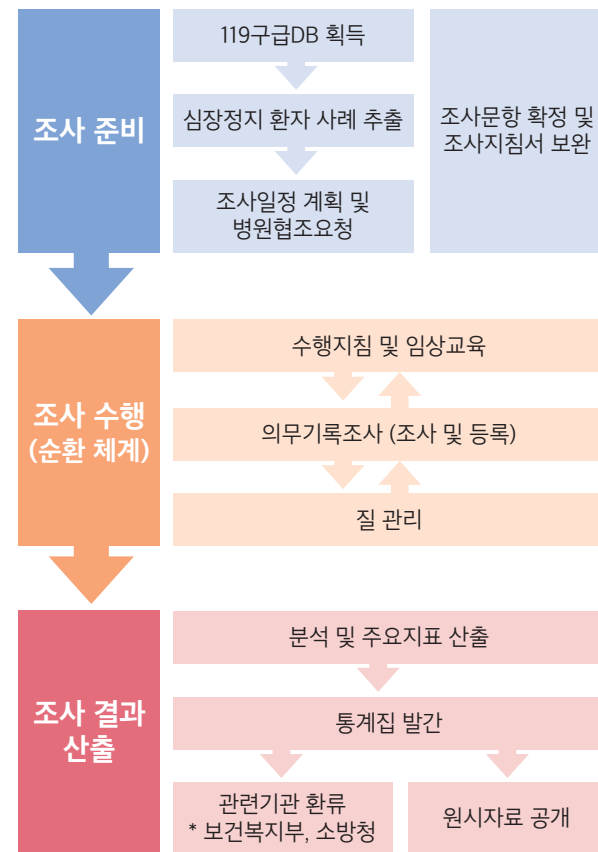 조사 준비
119구급DB 획득
심장정지 환자 사례 추출
조사일정 계획 및
병원협조요청
조사문항 확정 및
조사지침서 보완
조사 수행
(순환 체계)
수행지침 및 임상교육
의무기록조사 (조사 및 등록)
질 관리
조사 결과
산출
분석 및 주요지표 산출
통계집 발간
관련기관 환류
* 보건복지부, 소방청
원시자료 공개